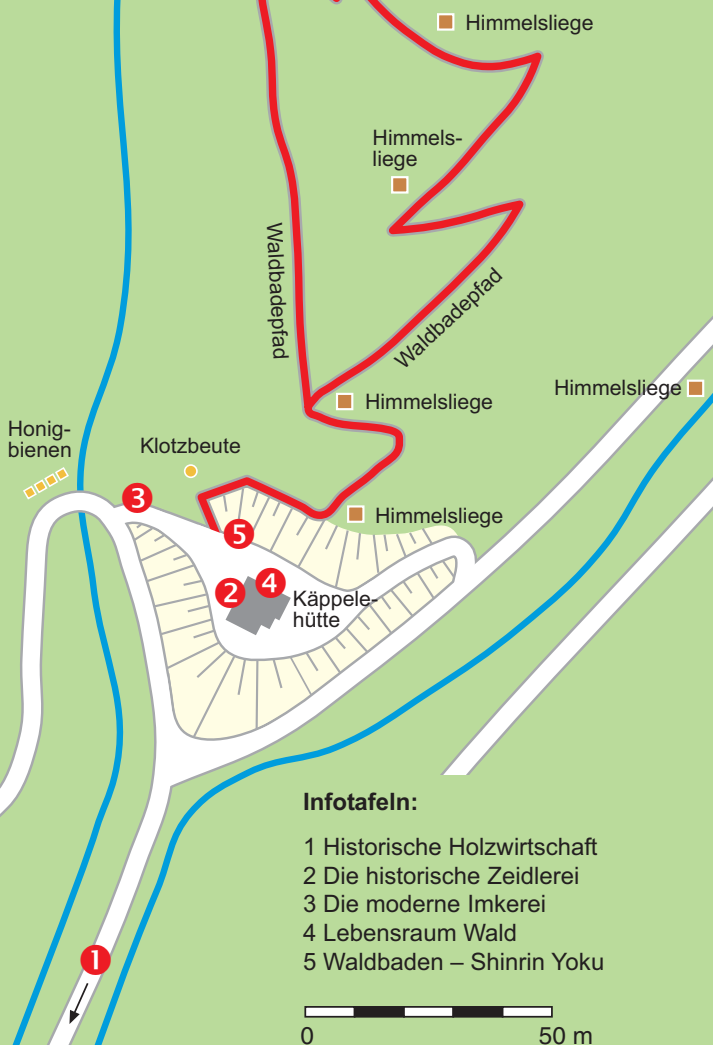 Himmelsliege
Himmels-
liege
Waldbadepfad
Waldbadepfad
Himmelsliege
Himmelsliege
Honig-
bienen
Klotzbeute
3
Himmelsliege
5
4
2
Käppele-
hütte
Infotafeln:
1 Historische Holzwirtschaft
2 Die historische Zeidlerei
3 Die moderne Imkerei
4 Lebensraum Wald
5 Waldbaden – Shinrin Yoku
1
0 50 m